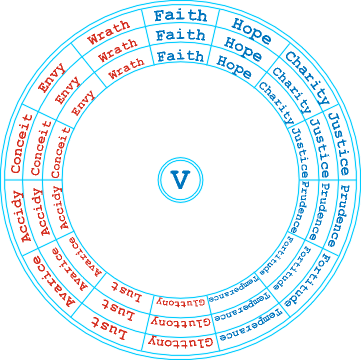 Faith Hope Charity Justice Prudence Fortitude Temperance Gluttony Lust Avarice Accidy Conceit Envy Wrath
Faith Hope Charity Justice Prudence Fortitude Temperance Gluttony Lust Avarice Accidy Conceit Envy Wrath
Faith Hope Charity Justice Prudence Fortitude Temperance Gluttony Lust Avarice Accidy Conceit Envy Wrath
V